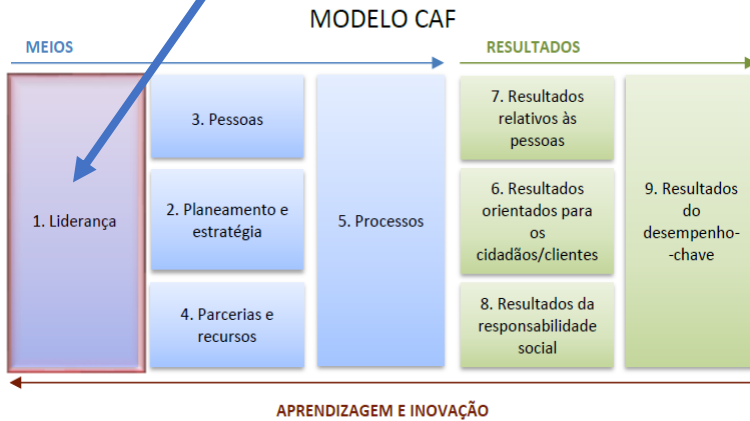 MODELO CAF
MEIOS
RESULTADOS
1. Liderança
3. Pessoas
2. Planeamento e
estratégia
4. Parcerias e
recursos
5. Processos
7. Resultados
relativos às
pessoas
6. Resultados
orientados para
os
cidadãos/clientes
8. Resultados da
responsabilidade
social
9. Resultados
do
desempenho-
-chave
APRENDIZAGEM E INOVAÇÃO